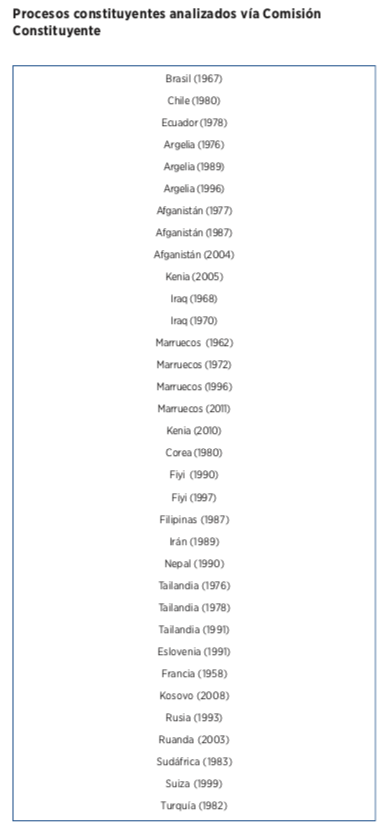 Procesos constituyentes analizados vía Comisión
Constituyente
Brasil (1967)
Chile (1980)
Ecuador (1978)
Argelia (1976)
Argelia (1989)
Argelia (1996)
Afganistán (1977)
Afganistán (1987)
Afganistán (2004)
Kenia (2005)
Iraq (1968)
Iraq (1970)
Marruecos (1962)
Marruecos (1972)
Marruecos (1996)
Marruecos (2011)
Kenia (2010)
Corea (1980)
Fiyi (1990)
Fiyi (1997)
Filipinas (1987)
Irán (1989)
Nepal (1990)
Tailandia (1976)
Tailandia (1978)
Tailandia (1991)
Eslovenia (1991)
Francia (1958)
Kosovo (2008)
Rusia (1993)
Ruanda (2003)
Sudáfrica (1983)
Suiza (1999)
Turquía (1982)